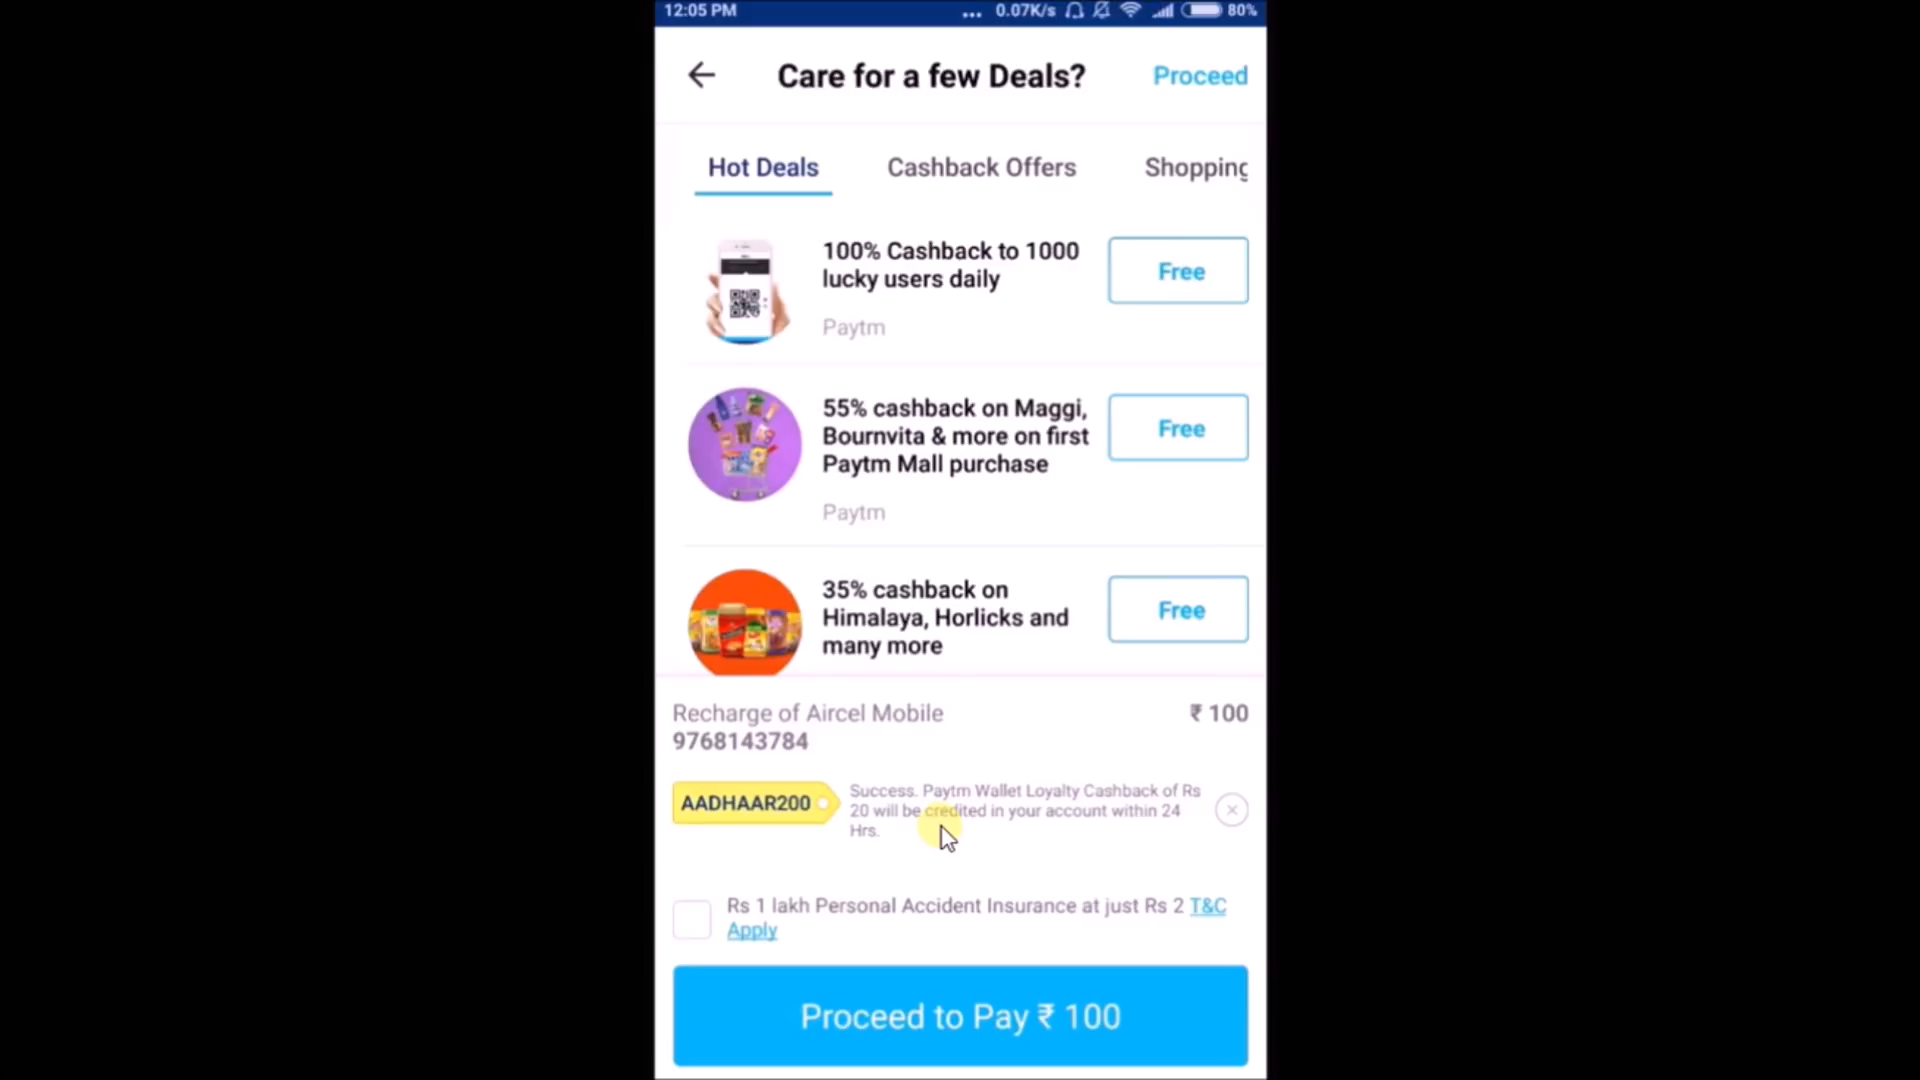 12:05 PM
... 0.07K/s 80%
Care for a few Deals?
Proceed
Hot Deals
Cashback Offers
Shopping
100% Cashback to 1000
lucky users daily
Paytm
Free
55% cashback on Maggi,
Bournvita & more on first
Paytm Mall purchase
Paytm
Free
35% cashback on
Himalaya, Horlicks and
many more
Free
Recharge of Aircel Mobile
9768143784
₹ 100
AADHAAR200
Success. Paytm Wallet Loyalty Cashback of Rs
20 will be credited in your account within 24
Hrs.
Rs 1 lakh Personal Accident Insurance at just Rs 2 T&C
Apply
Proceed to Pay ₹ 100